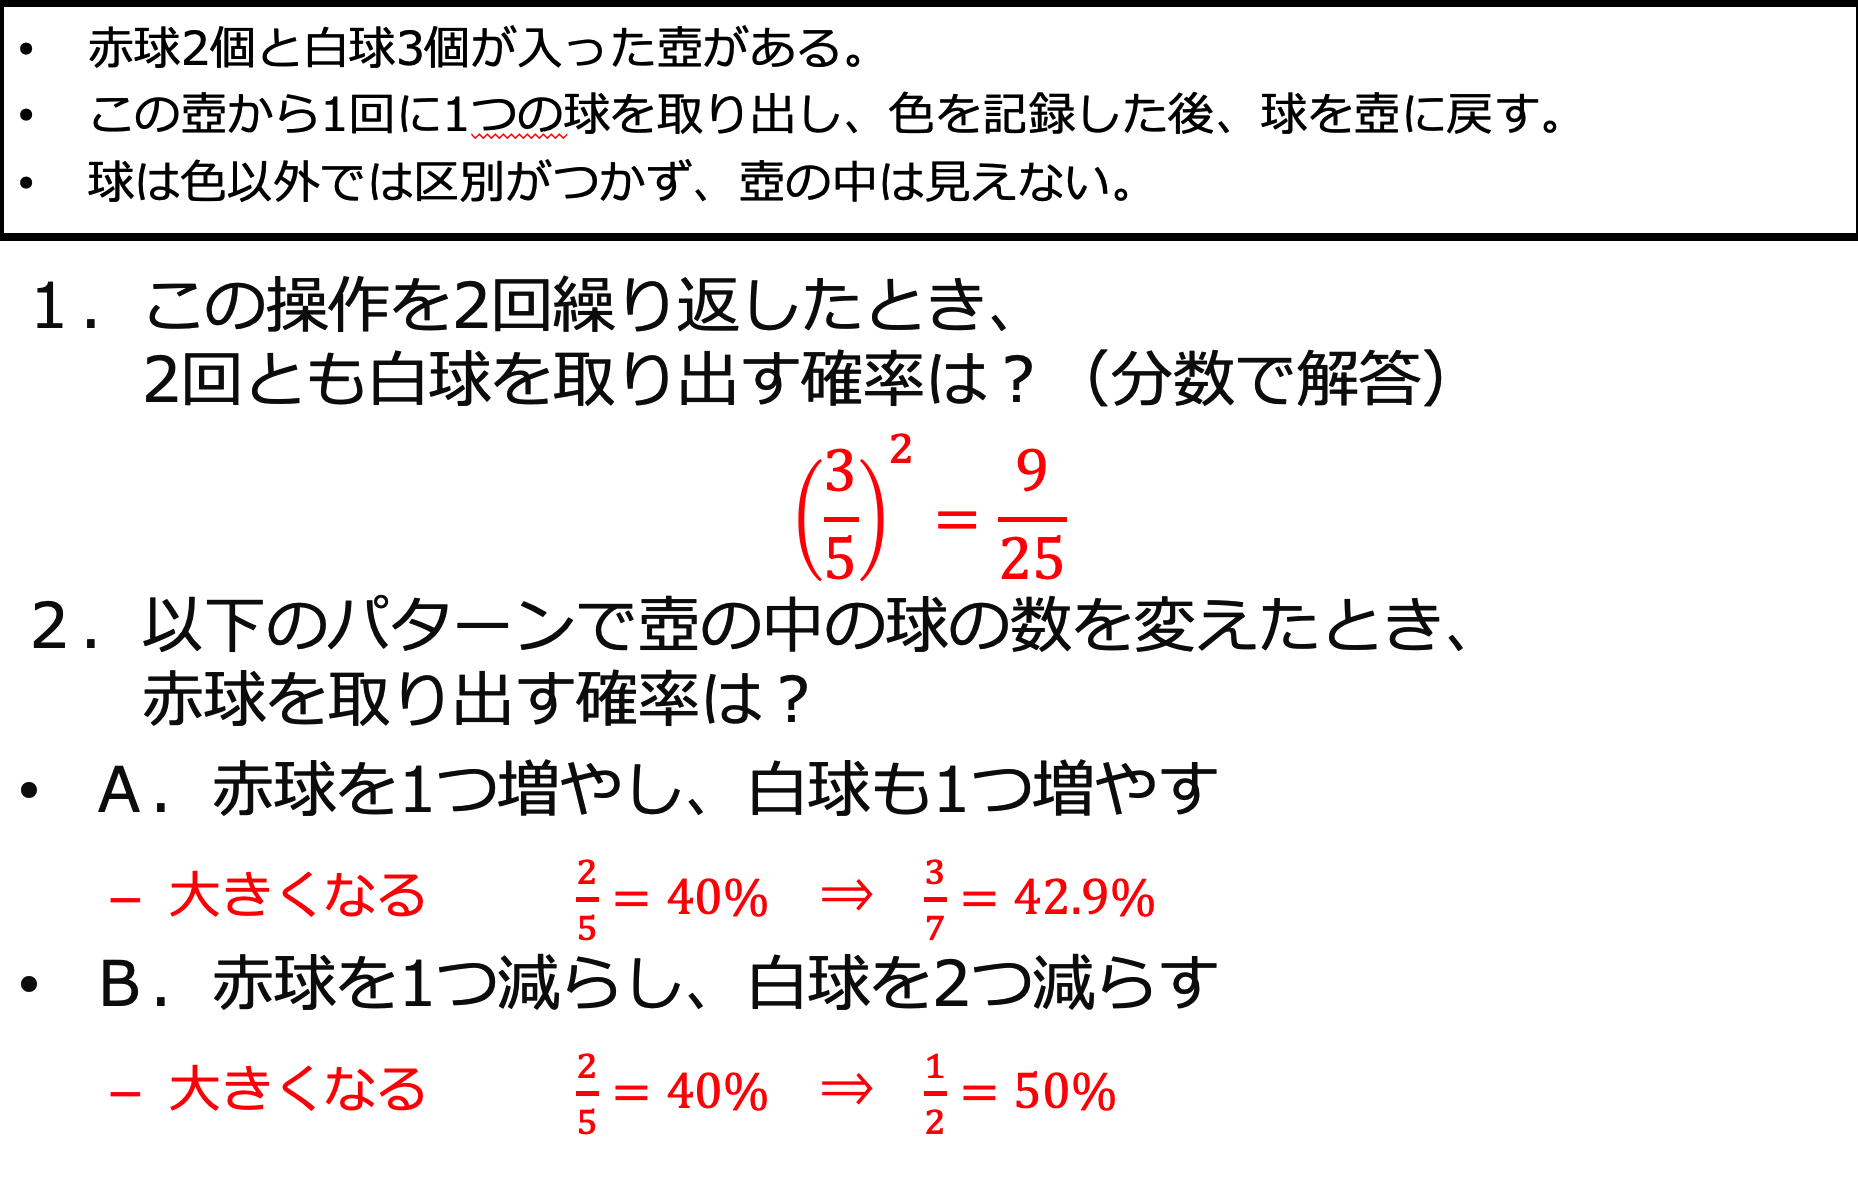 • 赤球2個と白球3個が入った壺がある。
• この壺から1回に1つの球を取り出し、色を記録した後、球を壺に戻す。
• 球は色以外では区別がつかず、壺の中は見えない。
1． この操作を2回繰り返したとき、
2回とも白球を取り出す確率は？（分数で解答）
(3/5)² = 9/25
2． 以下のパターンで壺の中の球の数を変えたとき、
赤球を取り出す確率は？
• A． 赤球を1つ増やし、白球も1つ増やす
– 大きくなる 2/5 = 40% ⇒ 3/7 = 42.9%
• B． 赤球を1つ減らし、白球を2つ減らす
– 大きくなる 2/5 = 40% ⇒ 1/2 = 50%